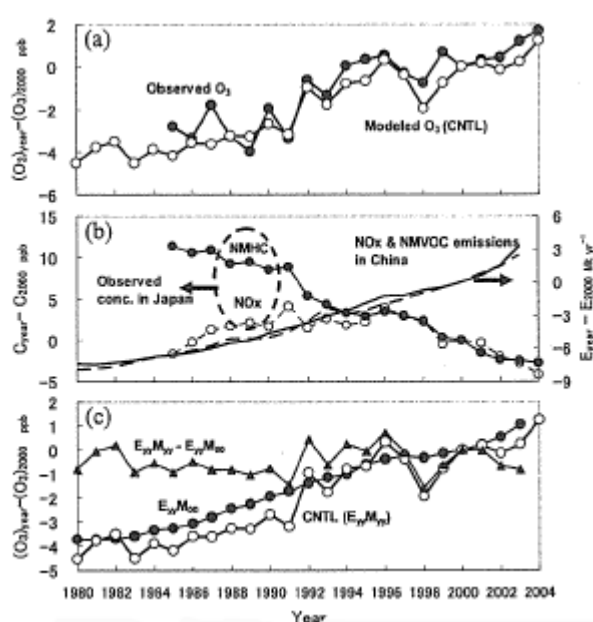 (a)
2
0
-2
-4
-6
(O₃)year-(O₃)2000 ppb
Observed O₃
Modeled O₃ (CNTL)
(b)
15
10
5
0
-5
Cyear- C2000 ppb
NMHC
NOx
Observed
conc. in Japan
NOx & NMVOC emissions
in China
6
3
0
-3
-6
-9
Eyear - E2000 Mt yr⁻¹
(c)
2
1
0
-1
-2
-3
-4
-5
(O₃)year-(O₃)2000 ppb
EyyMyy - EyyM00
EyyM00
CNTL (EyyMyy)
1980 1982 1984 1986 1988 1990 1992 1994 1996 1998 2000 2002 2004
Year